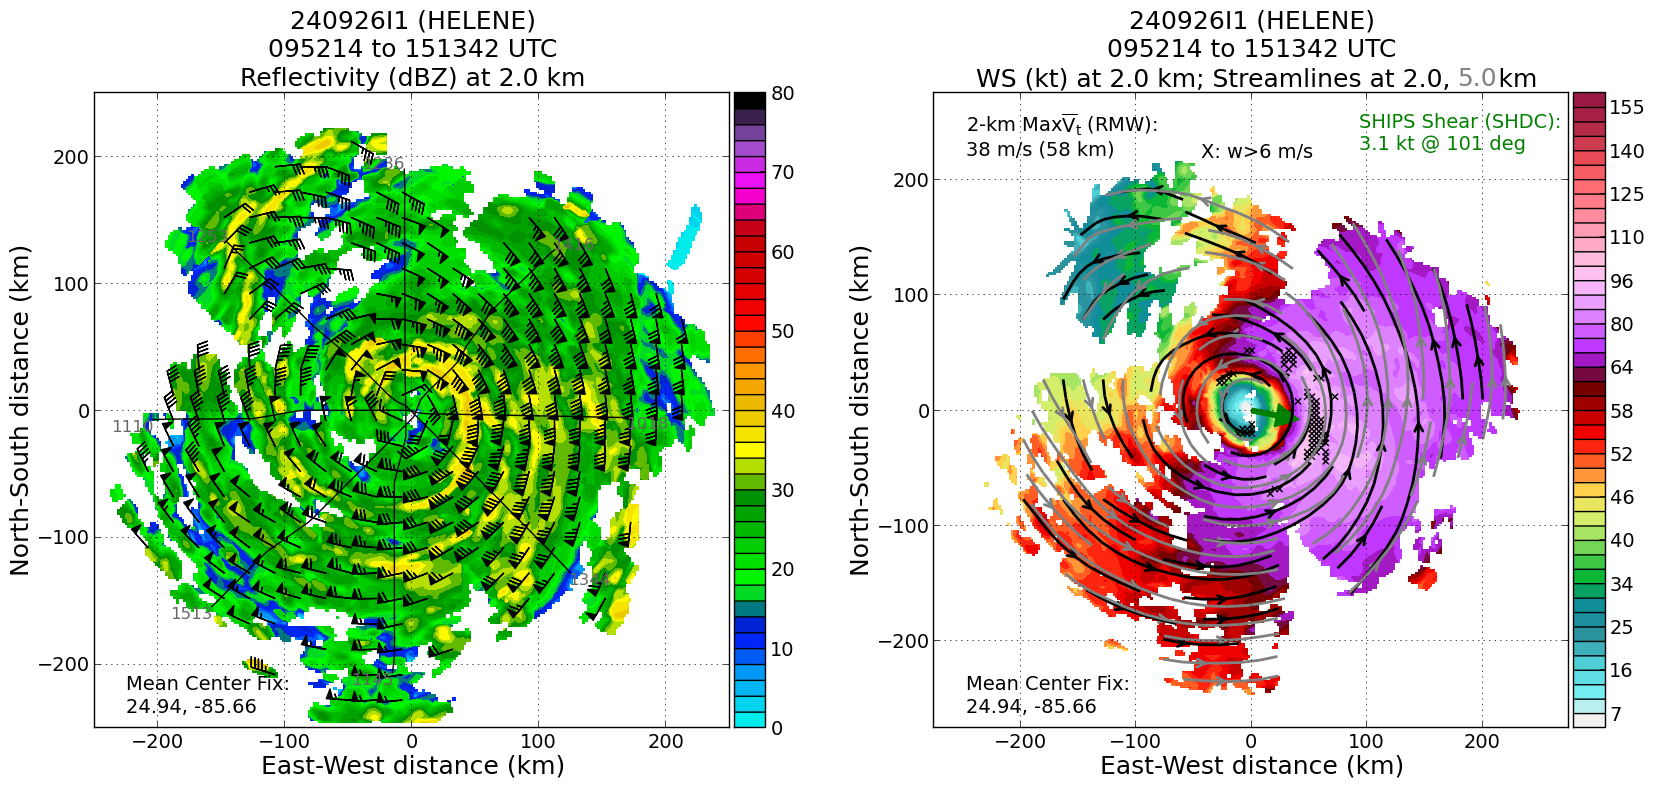 240926I1 (HELENE)
095214 to 151342 UTC
Reflectivity (dBZ) at 2.0 km
North-South distance (km)
200
100
0
−100
−200
1110
1018
1513
Mean Center Fix:
24.94, -85.66
−200
−100
0
100
200
East-West distance (km)
80
70
60
50
40
30
20
10
0
240926I1 (HELENE)
095214 to 151342 UTC
WS (kt) at 2.0 km; Streamlines at 2.0, 5.0km
North-South distance (km)
200
100
0
−100
−200
2-km MaxV̅t (RMW):
38 m/s (58 km)
X: w>6 m/s
SHIPS Shear (SHDC):
3.1 kt @ 101 deg
Mean Center Fix:
24.94, -85.66
−200
−100
0
100
200
East-West distance (km)
155
140
125
110
96
80
64
58
52
46
40
34
25
16
7